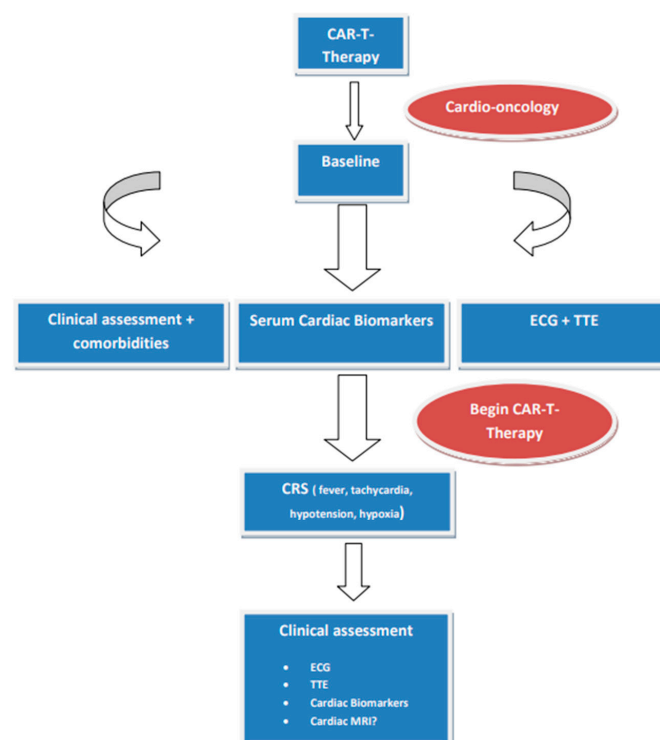 CAR-T-
Therapy
Cardio-oncology
Baseline
Clinical assessment +
comorbidities
Serum Cardiac Biomarkers
ECG + TTE
Begin CAR-T-
Therapy
CRS ( fever, tachycardia,
hypotension, hypoxia)
Clinical assessment
• ECG
• TTE
• Cardiac Biomarkers
• Cardiac MRI?